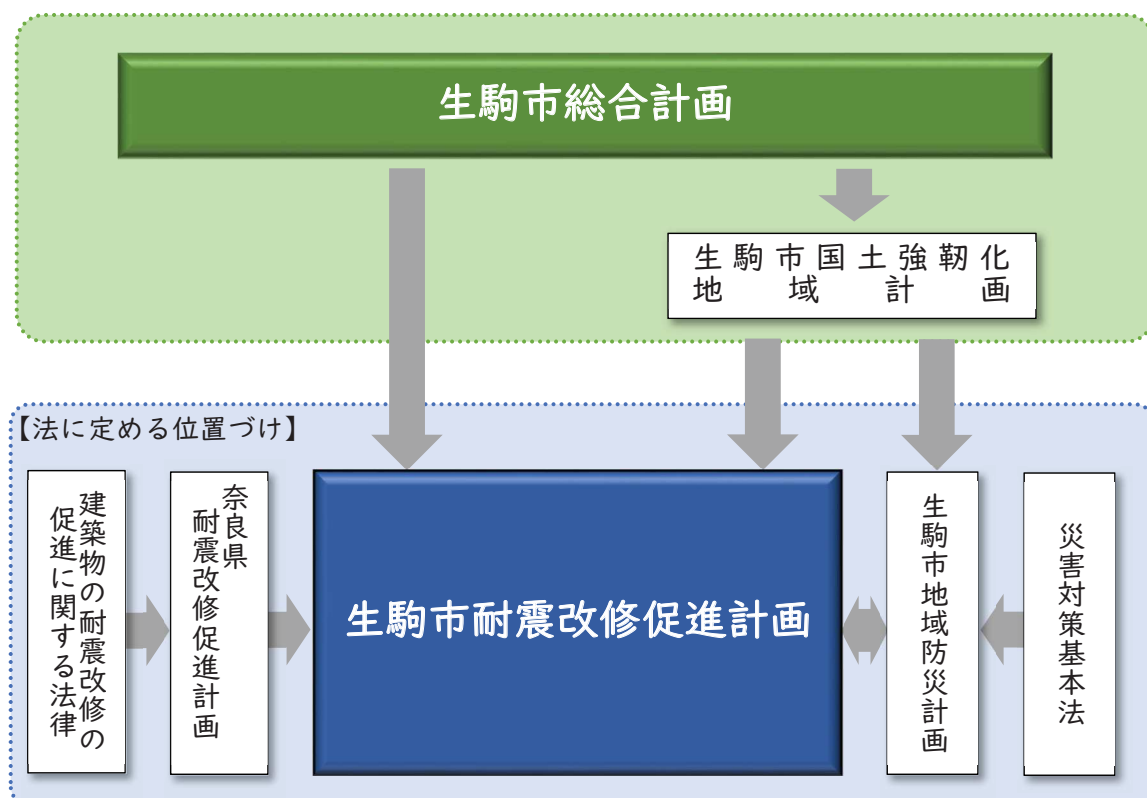 生駒市総合計画
生駒市国土強靭化
地域計画
【法に定める位置づけ】
建築物の耐震改修の
促進に関する法律
奈良県
耐震改修促進計画
生駒市耐震改修促進計画
生駒市地域防災計画
災害対策基本法